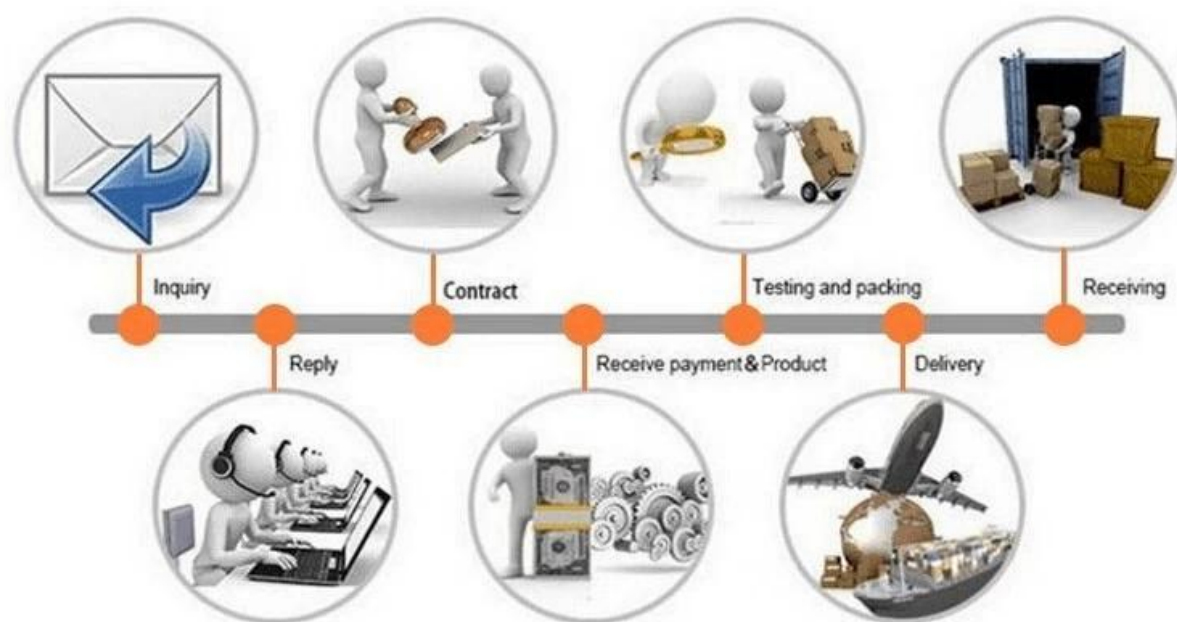 Inquiry
Contract
Testing and packing
Receiving
Reply
Receive payment&Product
Delivery